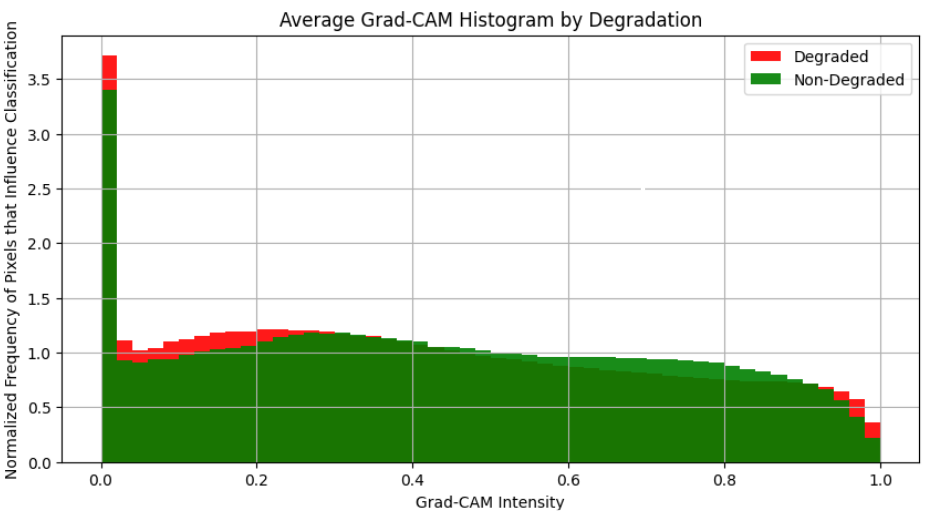 Average Grad-CAM Histogram by Degradation
Normalized Frequency of Pixels that Influence Classification
Degraded
Non-Degraded
3.5
3.0
2.5
2.0
1.5
1.0
0.5
0.0
0.0 0.2 0.4 0.6 0.8 1.0
Grad-CAM Intensity